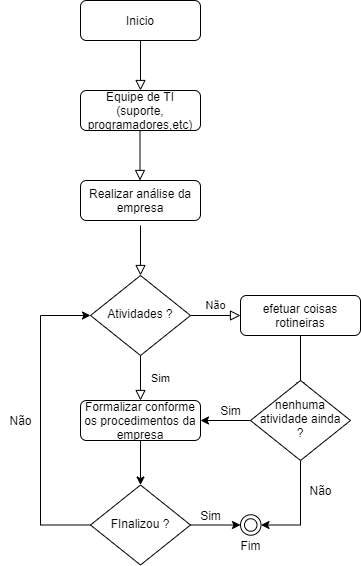 Inicio
Equipe de TI
(suporte,
programadores,etc)
Realizar análise da
empresa
Atividades ?
Não
efetuar coisas
rotineiras
Sim
Formalizar conforme
os procedimentos da
empresa
Sim
nenhuma
atividade ainda
?
Não
Não
FInalizou ?
Sim
Fim